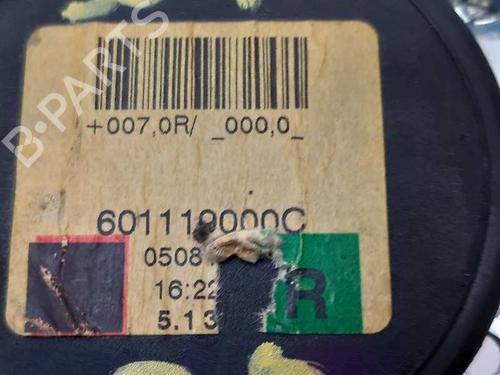 B-PARTS
+007,0R/ _000,0_
601119000C
0508
16:22
5.13
R